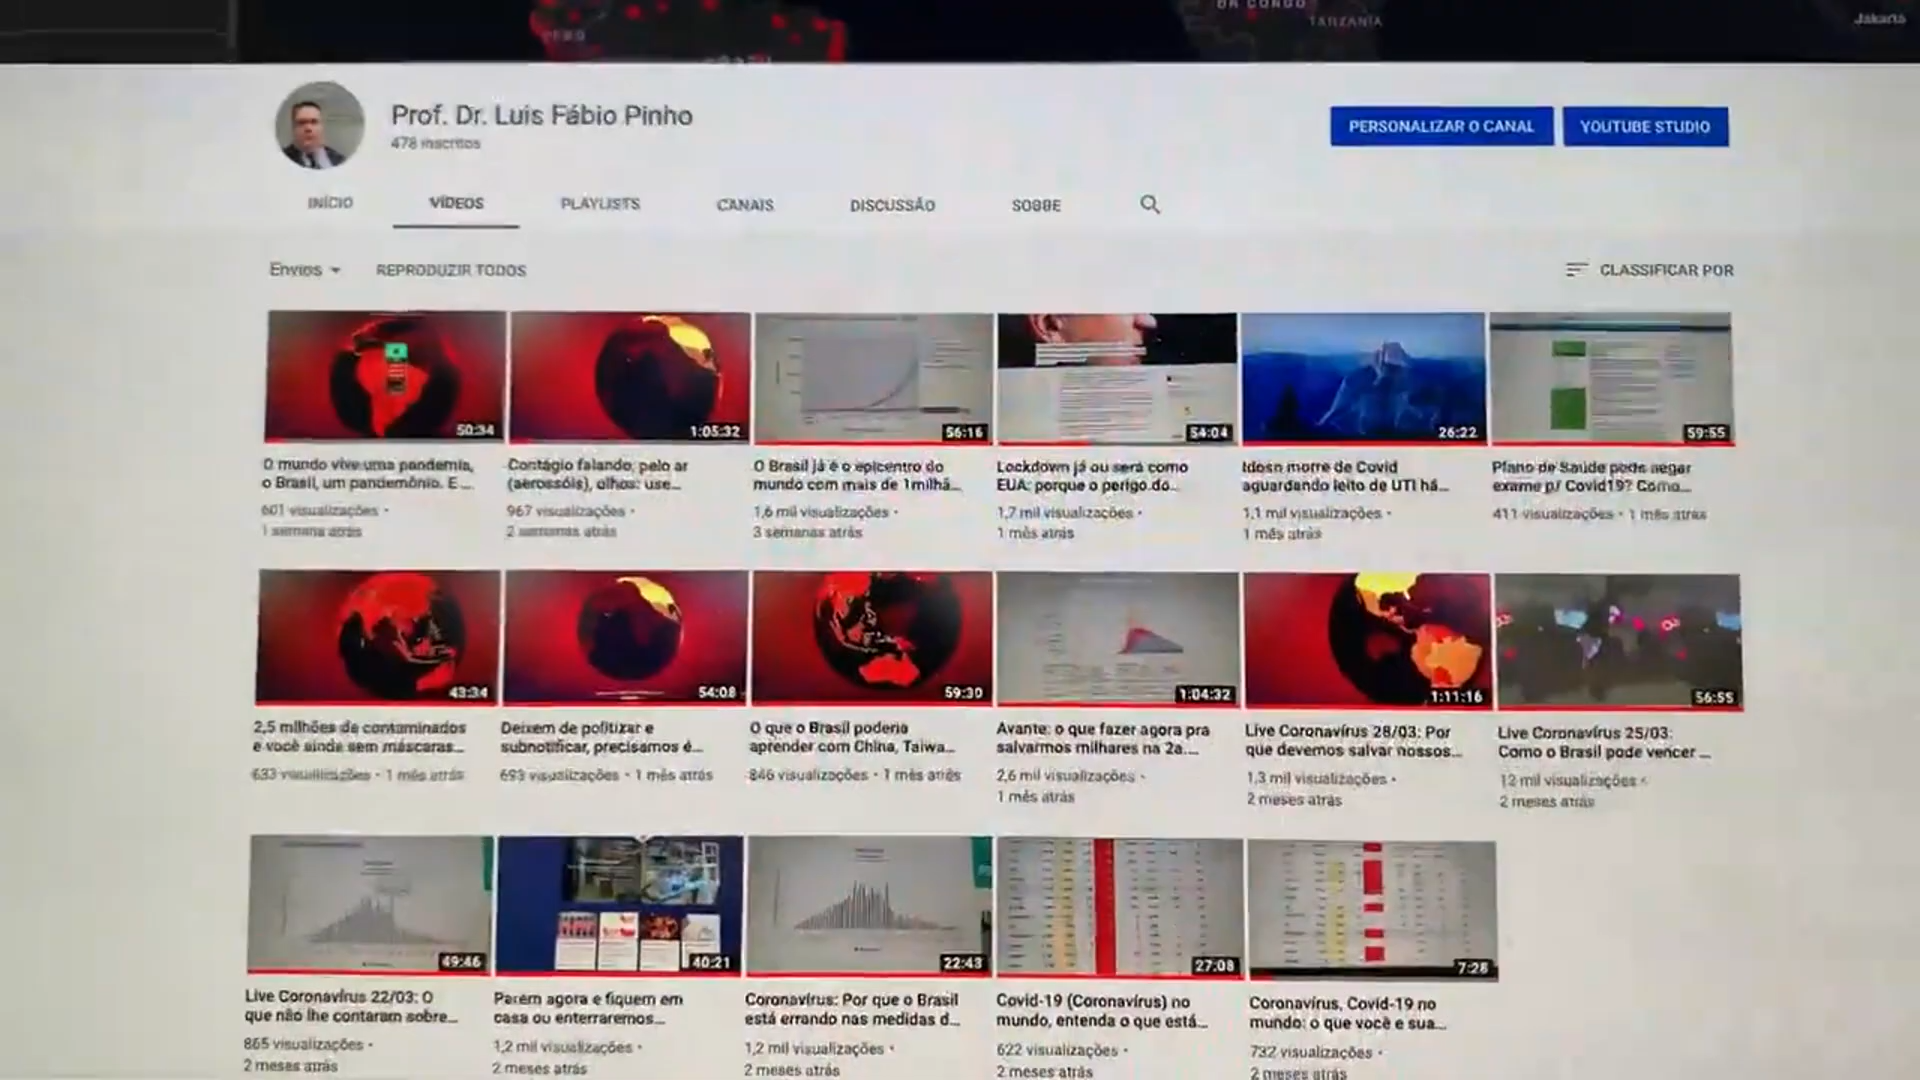 PERU
DR CONGO
TANZANIA
Jakarta
Prof. Dr. Luis Fábio Pinho
478 inscritos
PERSONALIZAR O CANAL
YOUTUBE STUDIO
INÍCIO
VÍDEOS
PLAYLISTS
CANAIS
DISCUSSÃO
SOBRE
Envios
REPRODUZIR TODOS
CLASSIFICAR POR
50:34
1:05:32
56:16
54:04
26:22
59:55
O mundo vive uma pandemia,
o Brasil, um pandemônio. E ...
601 visualizações •
1 semana atrás
Contágio falando, pelo ar
(aerossóis), olhos: use...
967 visualizações •
2 semanas atrás
O Brasil já é o epicentro do
mundo com mais de 1milhã...
1,6 mil visualizações •
3 semanas atrás
Lockdown já ou será como
EUA: porque o perigo do...
1,7 mil visualizações •
1 mês atrás
Idoso morre de Covid
aguardando leito de UTI há...
1,1 mil visualizações •
1 mês atrás
Plano de Saúde pode negar
exame p/ Covid19? Como...
411 visualizações • 1 mês atrás
43:34
54:08
59:30
1:04:32
1:11:16
56:55
2,5 milhões de contaminados
e você ainda sem máscaras...
633 visualizações • 1 mês atrás
Deixem de politizar e
subnotificar, precisamos é...
693 visualizações • 1 mês atrás
O que o Brasil poderia
aprender com China, Taiwa...
846 visualizações • 1 mês atrás
Avante: o que fazer agora pra
salvarmos milhares na 2a....
2,6 mil visualizações •
1 mês atrás
Live Coronavírus 28/03: Por
que devemos salvar nossos...
1,3 mil visualizações •
2 meses atrás
Live Coronavírus 25/03:
Como o Brasil pode vencer ...
12 mil visualizações •
2 meses atrás
49:46
40:21
22:43
27:08
7:28
Live Coronavírus 22/03: O
que não lhe contaram sobre...
865 visualizações •
2 meses atrás
Parem agora e fiquem em
casa ou enterraremos...
1,2 mil visualizações •
2 meses atrás
Coronavírus: Por que o Brasil
está errando nas medidas d...
1,2 mil visualizações •
2 meses atrás
Covid-19 (Coronavírus) no
mundo, entenda o que está...
622 visualizações •
2 meses atrás
Coronavírus, Covid-19 no
mundo: o que você e sua...
732 visualizações •
2 meses atrás